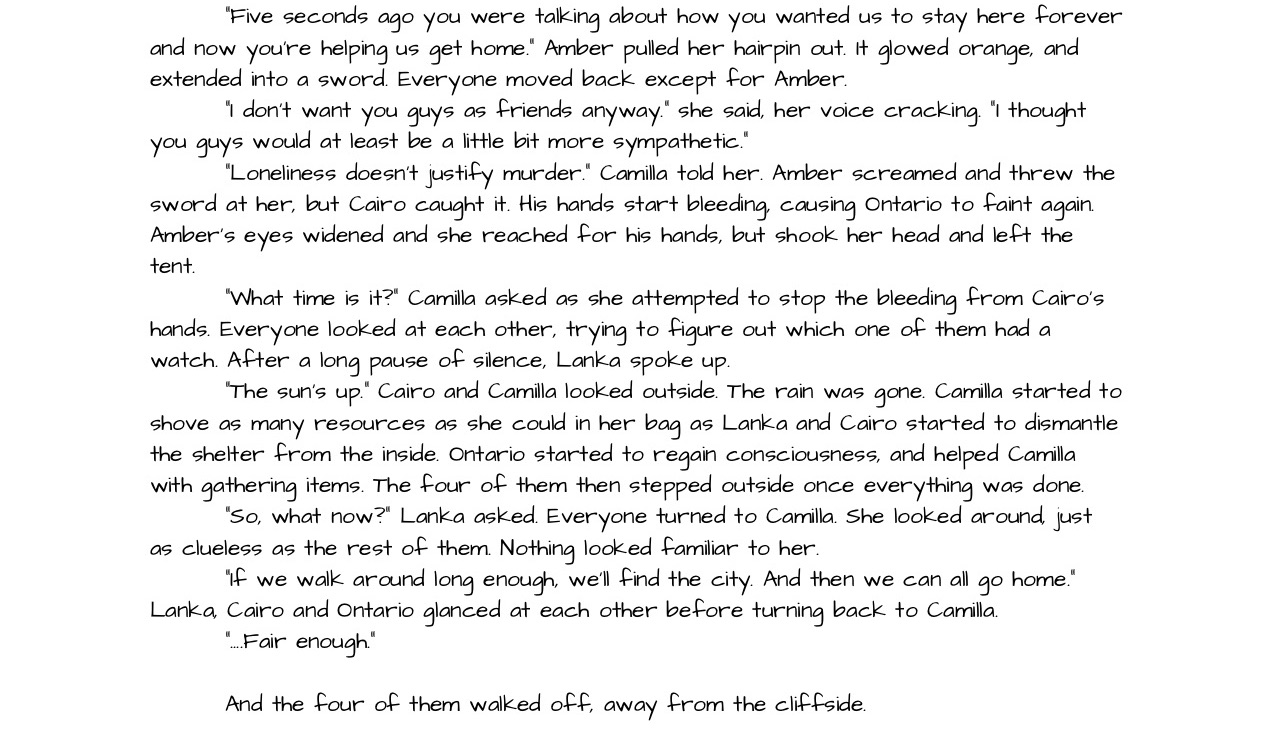 "Five seconds ago you were talking about how you wanted us to stay here forever
and now you're helping us get home." Amber pulled her hairpin out. It glowed orange, and
extended into a sword. Everyone moved back except for Amber.
"I don't want you guys as friends anyway." she said, her voice cracking. "I thought
you guys would at least be a little bit more sympathetic."
"Loneliness doesn't justify murder." Camilla told her. Amber screamed and threw the
sword at her, but Cairo caught it. His hands start bleeding, causing Ontario to faint again.
Amber's eyes widened and she reached for his hands, but shook her head and left the
tent.
"What time is it?" Camilla asked as she attempted to stop the bleeding from Cairo's
hands. Everyone looked at each other, trying to figure out which one of them had a
watch. After a long pause of silence, Lanka spoke up.
"The sun's up." Cairo and Camilla looked outside. The rain was gone. Camilla started to
shove as many resources as she could in her bag as Lanka and Cairo started to dismantle
the shelter from the inside. Ontario started to regain consciousness, and helped Camilla
with gathering items. The four of them then stepped outside once everything was done.
"So, what now?" Lanka asked. Everyone turned to Camilla. She looked around, just
as clueless as the rest of them. Nothing looked familiar to her.
"If we walk around long enough, we'll find the city. And then we can all go home."
Lanka, Cairo and Ontario glanced at each other before turning back to Camilla.
"....Fair enough."
And the four of them walked off, away from the cliffside.